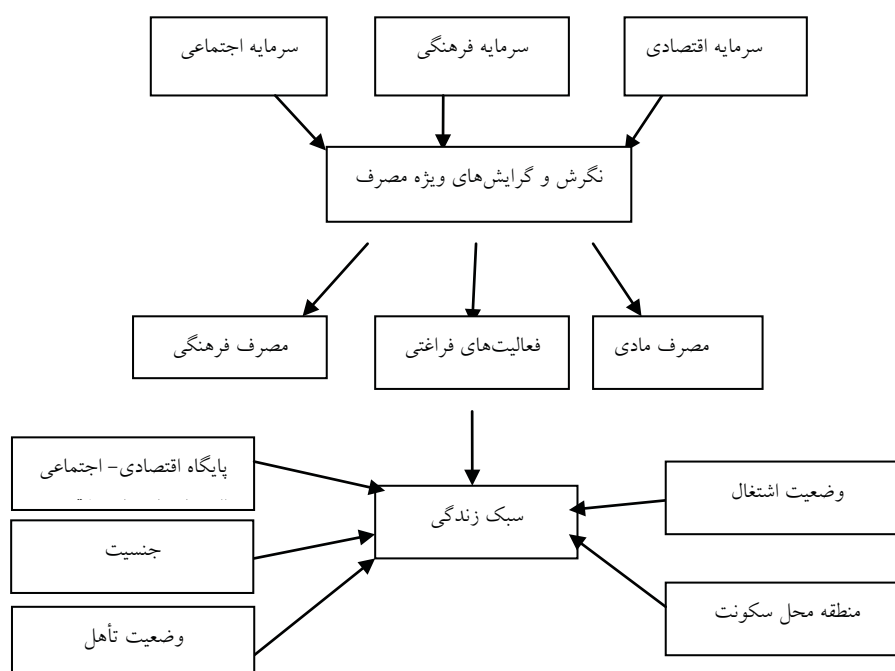 سرمایه اقتصادی
سرمایه فرهنگی
سرمایه اجتماعی
نگرش و گرایش‌های ویژه مصرف
مصرف مادی
فعالیت‌های فراغتی
مصرف فرهنگی
وضعیت اشتغال
منطقه محل سکونت
سبک زندگی
پایگاه اقتصادی- اجتماعی
جنسیت
وضعیت تأهل